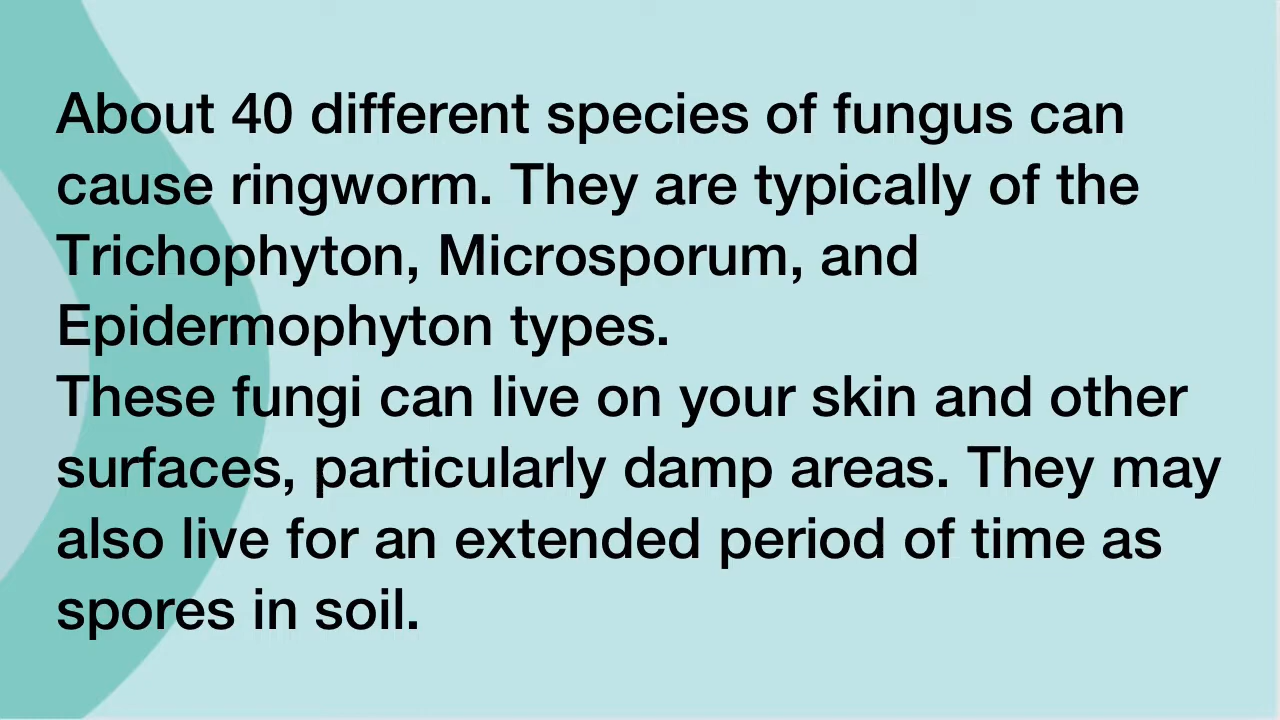 About 40 different species of fungus can
cause ringworm. They are typically of the
Trichophyton, Microsporum, and
Epidermophyton types.
These fungi can live on your skin and other
surfaces, particularly damp areas. They may
also live for an extended period of time as
spores in soil.